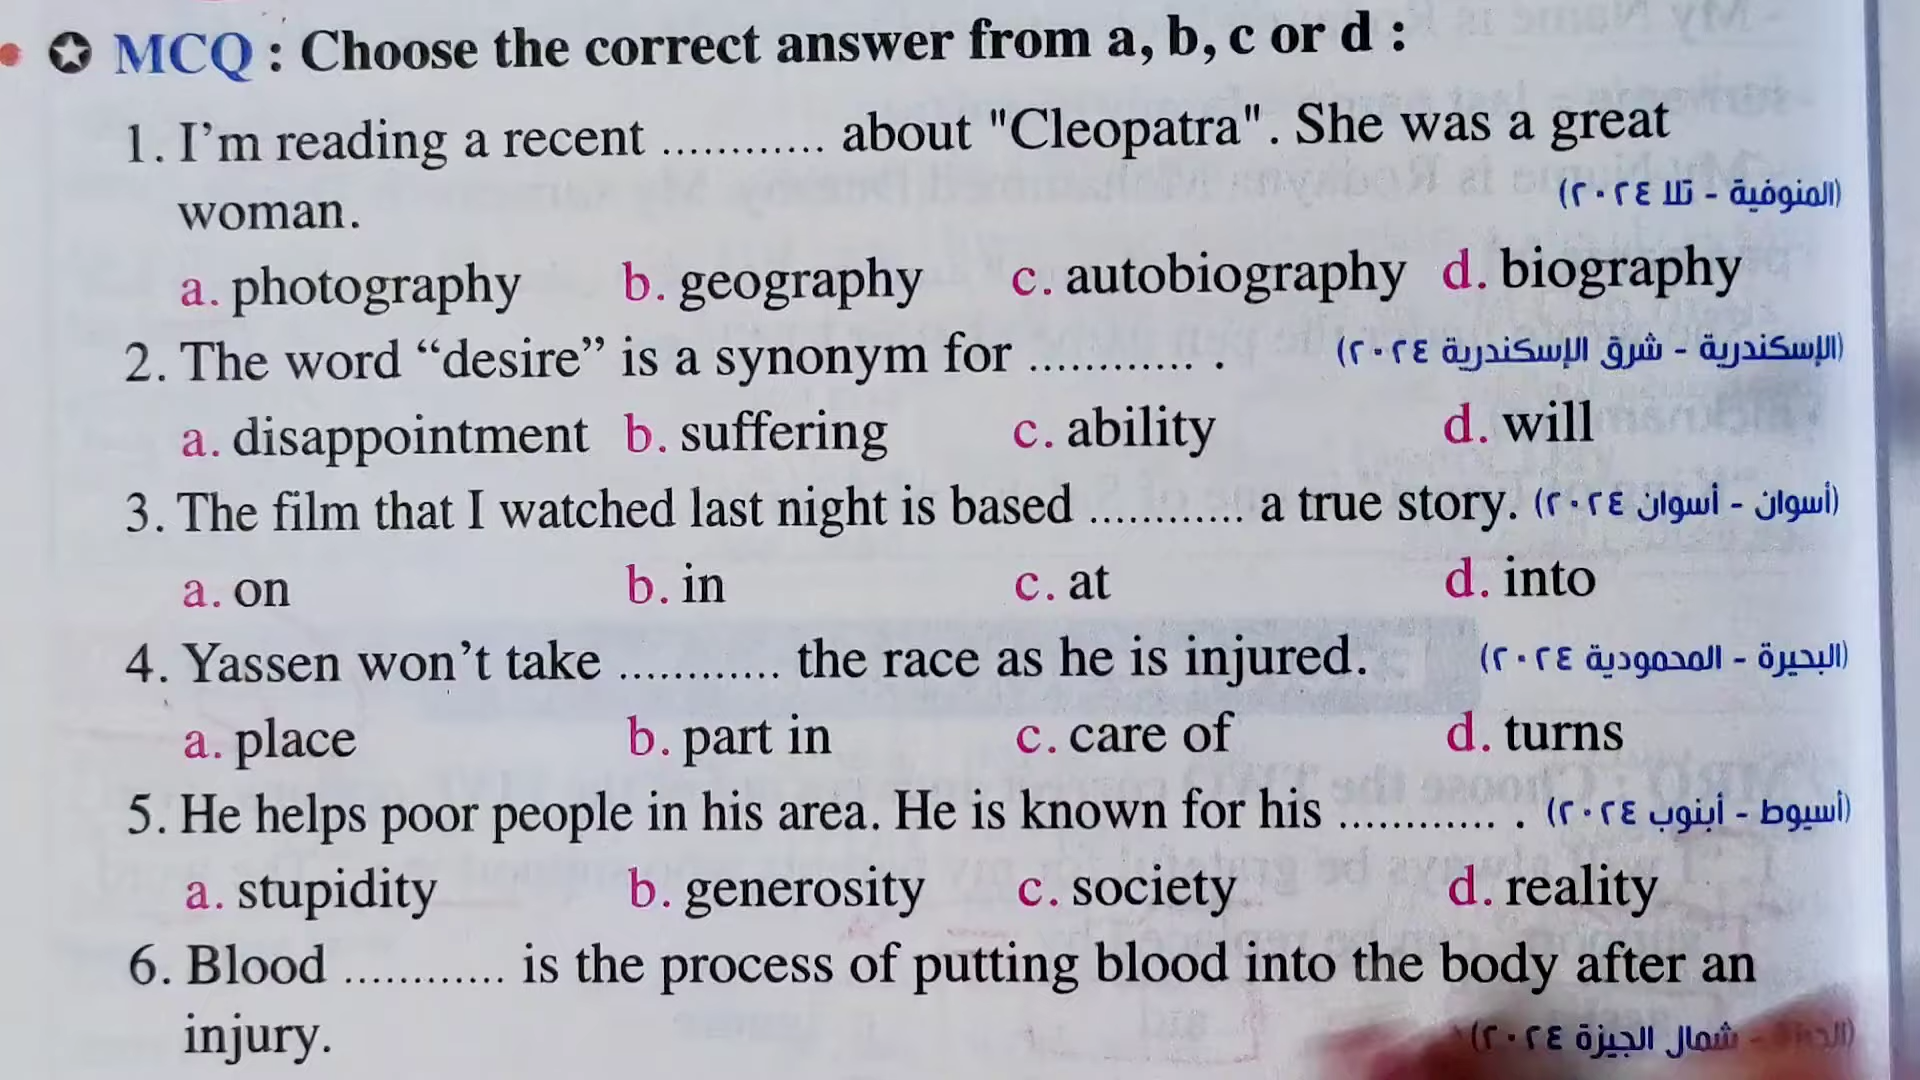 MCQ : Choose the correct answer from a, b, c or d :
1. I'm reading a recent ............ about "Cleopatra". She was a great
woman. (المنوفية - تلا ٢٠٢٤)
a. photography b. geography c. autobiography d. biography
2. The word “desire” is a synonym for ............ . (الإسكندرية - شرق الإسكندرية ٢٠٢٤)
a. disappointment b. suffering c. ability d. will
3. The film that I watched last night is based ............ a true story. (أسوان - أسوان ٢٠٢٤)
a. on b. in c. at d. into
4. Yassen won’t take ............ the race as he is injured. (البحيرة - المحمودية ٢٠٢٤)
a. place b. part in c. care of d. turns
5. He helps poor people in his area. He is known for his ............ . (أسيوط - أبنوب ٢٠٢٤)
a. stupidity b. generosity c. society d. reality
6. Blood ............ is the process of putting blood into the body after an
injury. - شمال الجيزة ٢٠٢٤)